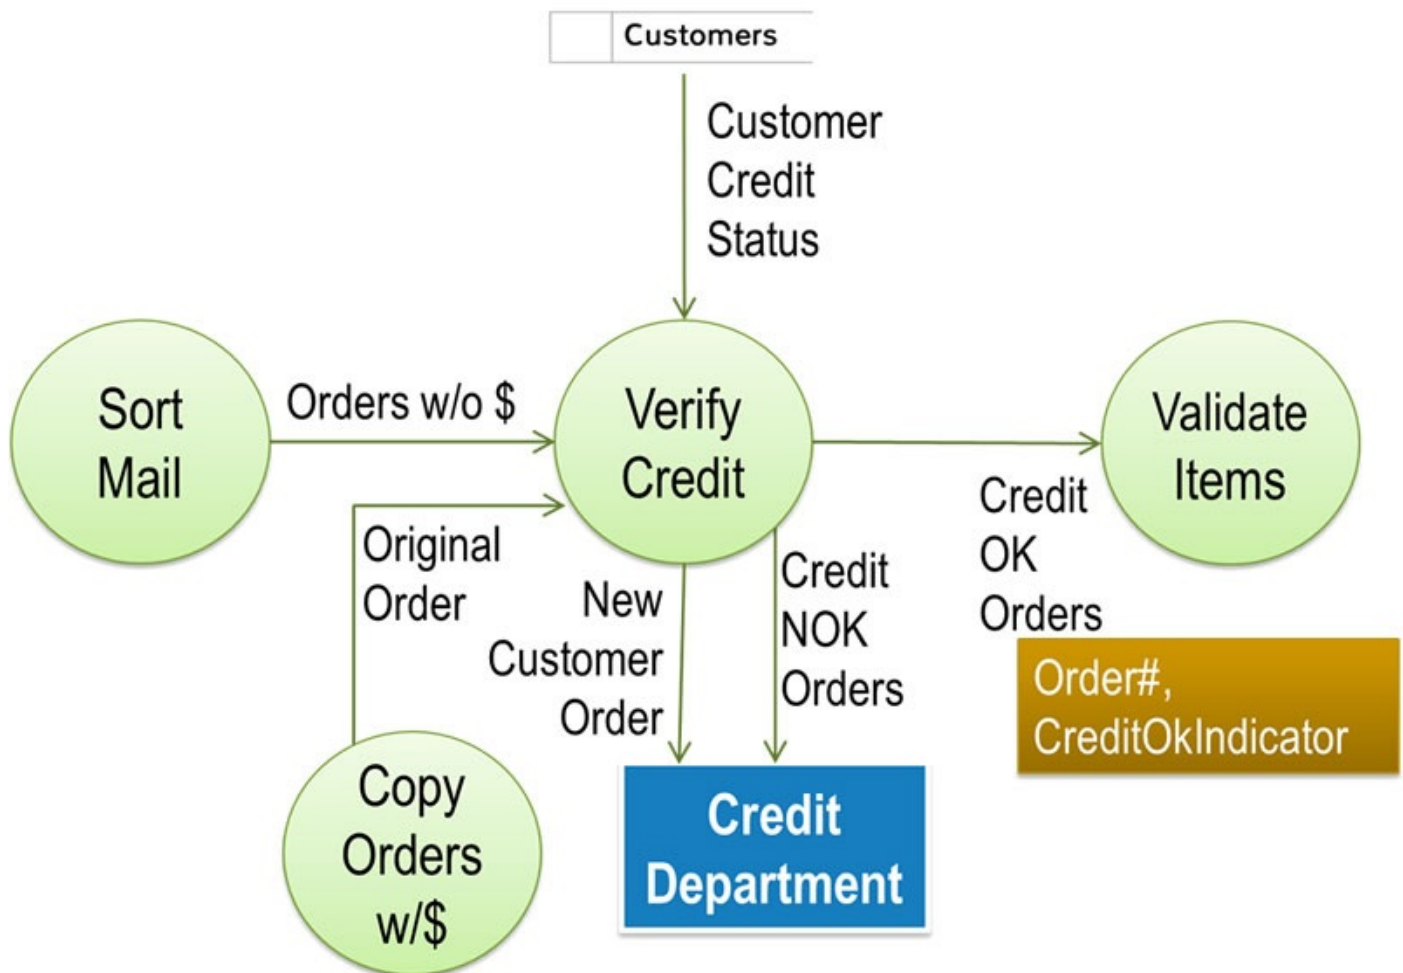 Customers
Customer
Credit
Status
Sort
Mail
Orders w/o $
Verify
Credit
Validate
Items
Original
Order
New
Customer
Order
Credit
NOK
Orders
Credit
OK
Orders
Order#,
CreditOkIndicator
Copy
Orders
w/$
Credit
Department